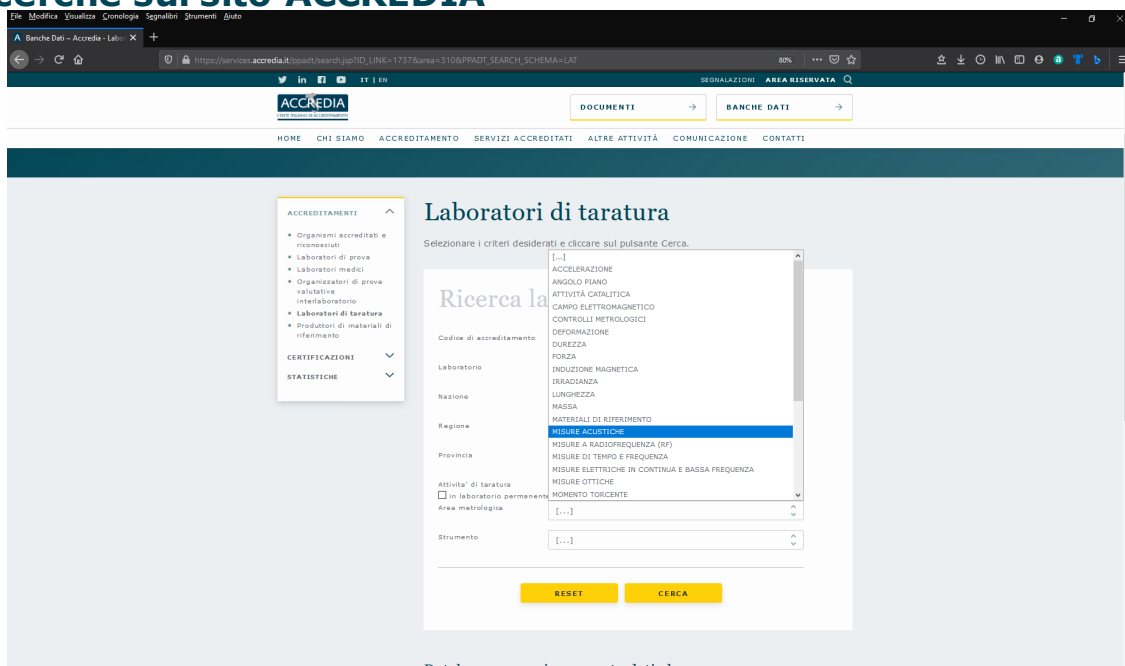 cerche sul sito ACCREDIA
File Modifica Visualizza Cronologia Segnalibri Strumenti Aiuto
Banche Dati – Accredia - Labor
https://services.accredia.it/ppadt/search.jsp?ID_LINK=1737&area=310&PPADT_SEARCH_SCHEMA=LAT
80%
IT | EN
SEGNALAZIONI AREA RISERVATA
ACCREDIA
L'ENTE ITALIANO DI ACCREDITAMENTO
DOCUMENTI
BANCHE DATI
HOME CHI SIAMO ACCREDITAMENTO SERVIZI ACCREDITATI ALTRE ATTIVITÀ COMUNICAZIONE CONTATTI
ACCREDITAMENTI
Organismi accreditati e
riconosciuti
Laboratori di prova
Laboratori medici
Organizzatori di prove
valutative
interlaboratorio
Laboratori di taratura
Produttori di materiali di
riferimento
CERTIFICAZIONI
STATISTICHE
Laboratori di taratura
Selezionare i criteri desiderati e cliccare sul pulsante Cerca.
Ricerca la
Codice di accreditamento
Laboratorio
Nazione
Regione
Provincia
Attivita' di taratura
in laboratorio permanente
Area metrologica
Strumento
[...]
ACCELERAZIONE
ANGOLO PIANO
ATTIVITÀ CATALITICA
CAMPO ELETTROMAGNETICO
CONTROLLI METROLOGICI
DEFORMAZIONE
DUREZZA
FORZA
INDUZIONE MAGNETICA
IRRADIANZA
LUNGHEZZA
MASSA
MATERIALI DI RIFERIMENTO
MISURE ACUSTICHE
MISURE A RADIOFREQUENZA (RF)
MISURE DI TEMPO E FREQUENZA
MISURE ELETTRICHE IN CONTINUA E BASSA FREQUENZA
MISURE OTTICHE
MOMENTO TORCENTE
[...]
[...]
RESET
CERCA